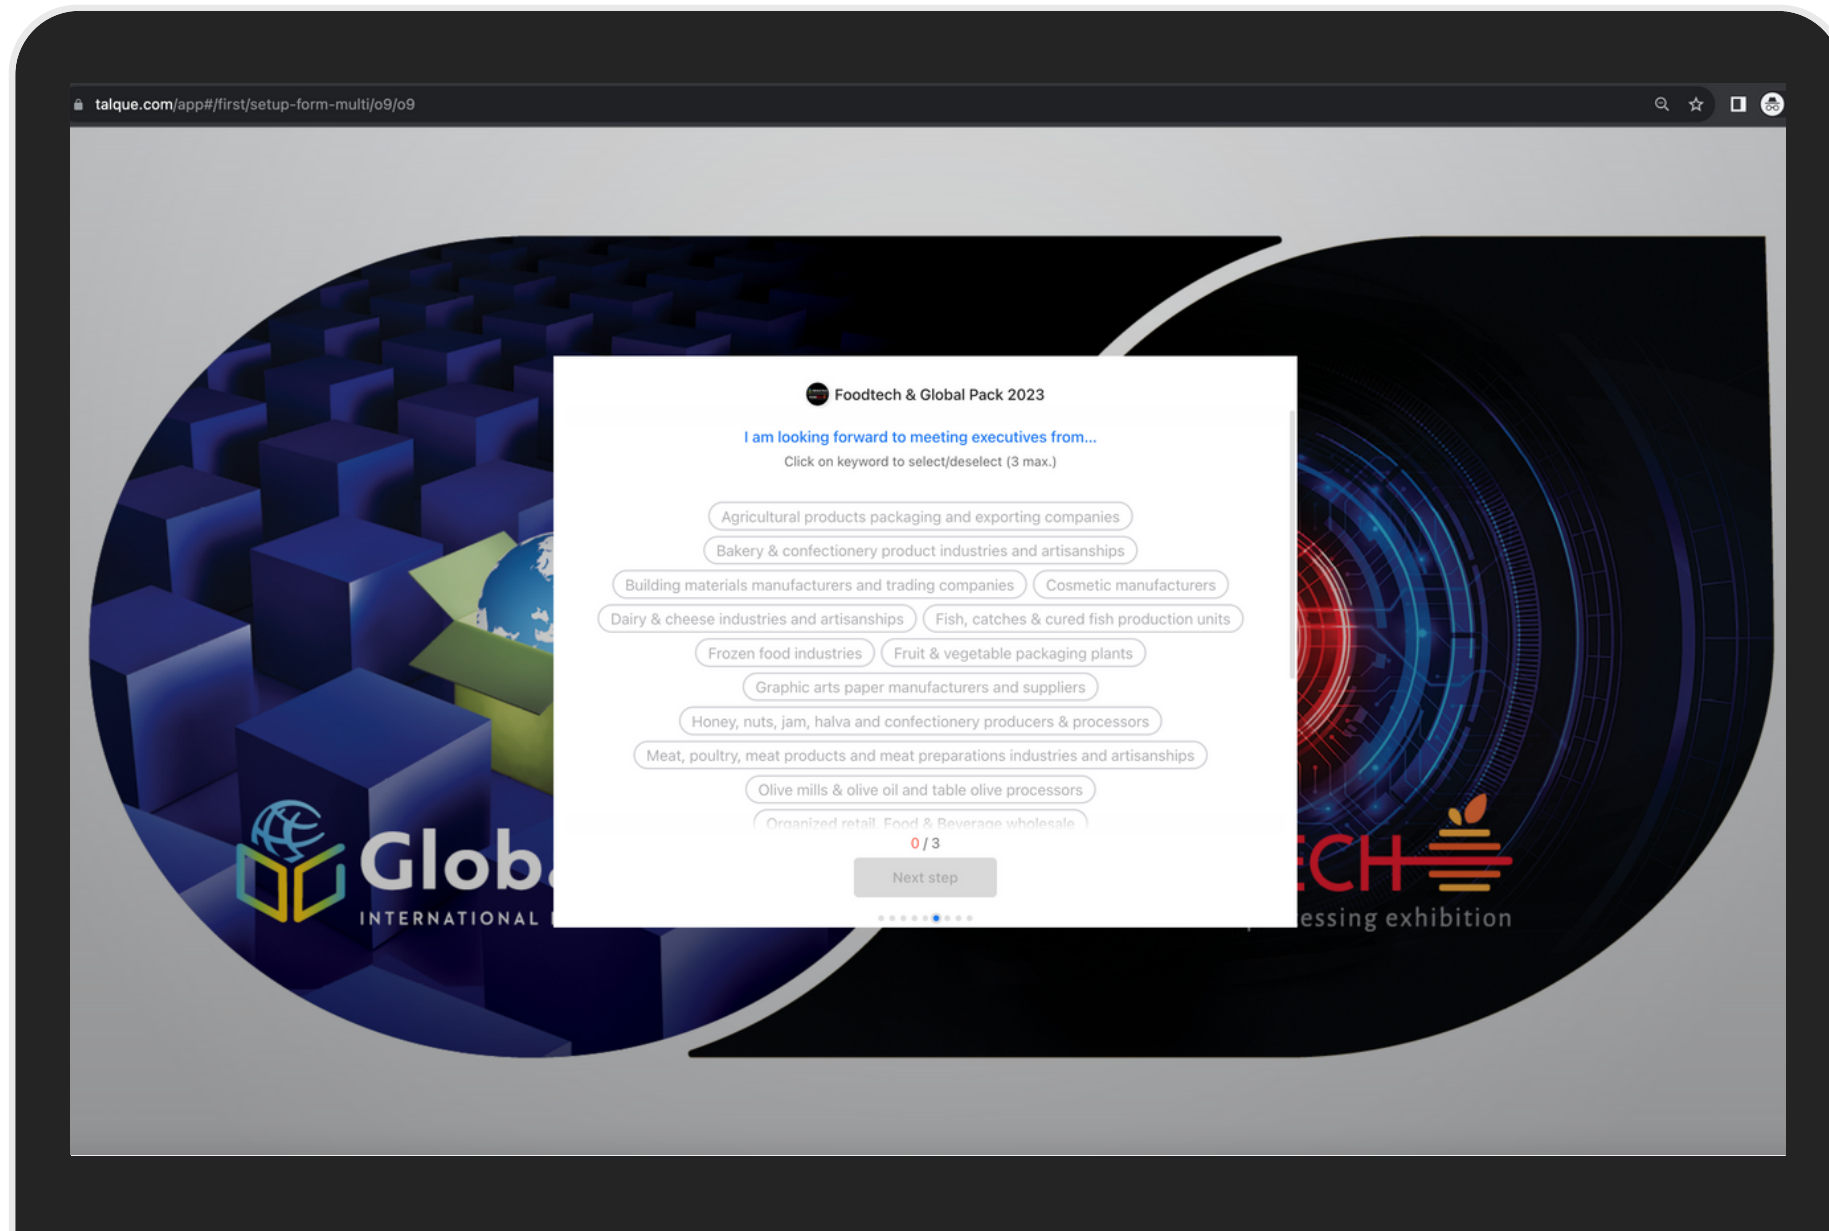 talque.com/app#/first/setup-form-multi/o9/o9
Foodtech & Global Pack 2023
I am looking forward to meeting executives from...
Click on keyword to select/deselect (3 max.)
Agricultural products packaging and exporting companies
Bakery & confectionery product industries and artisanships
Building materials manufacturers and trading companies Cosmetic manufacturers
Dairy & cheese industries and artisanships Fish, catches & cured fish production units
Frozen food industries Fruit & vegetable packaging plants
Graphic arts paper manufacturers and suppliers
Honey, nuts, jam, halva and confectionery producers & processors
Meat, poultry, meat products and meat preparations industries and artisanships
Olive mills & olive oil and table olive processors
Organized retail, Food & Beverage wholesale
0 / 3
Next step
Glob
ECH
INTERNATIONAL
essing exhibition